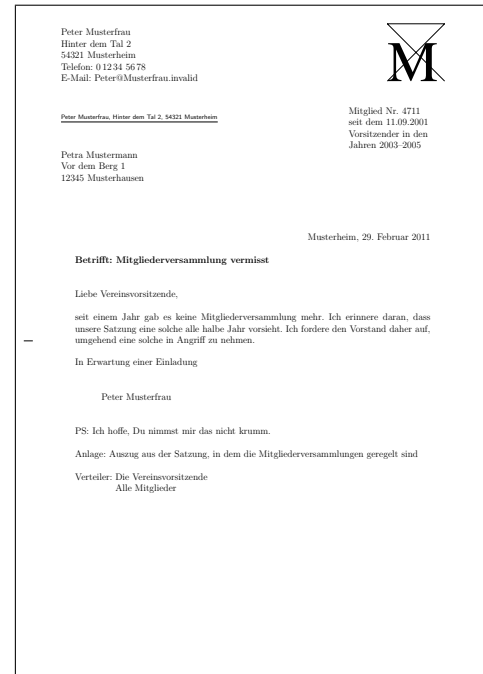 Peter Musterfrau
Hinter dem Tal 2
54321 Musterheim
Telefon: 0 12 34 56 78
E-Mail: Peter@Musterfrau.invalid
M
Peter Musterfrau, Hinter dem Tal 2, 54321 Musterheim
Mitglied Nr. 4711
seit dem 11.09.2001
Vorsitzender in den
Jahren 2003–2005
Petra Mustermann
Vor dem Berg 1
12345 Musterhausen
Musterheim, 29. Februar 2011
Betrifft: Mitgliederversammlung vermisst
Liebe Vereinsvorsitzende,
seit einem Jahr gab es keine Mitgliederversammlung mehr. Ich erinnere daran, dass
unsere Satzung eine solche alle halbe Jahr vorsieht. Ich fordere den Vorstand daher auf,
umgehend eine solche in Angriff zu nehmen.
In Erwartung einer Einladung
Peter Musterfrau
PS: Ich hoffe, Du nimmst mir das nicht krumm.
Anlage: Auszug aus der Satzung, in dem die Mitgliederversammlungen geregelt sind
Verteiler: Die Vereinsvorsitzende
Alle Mitglieder